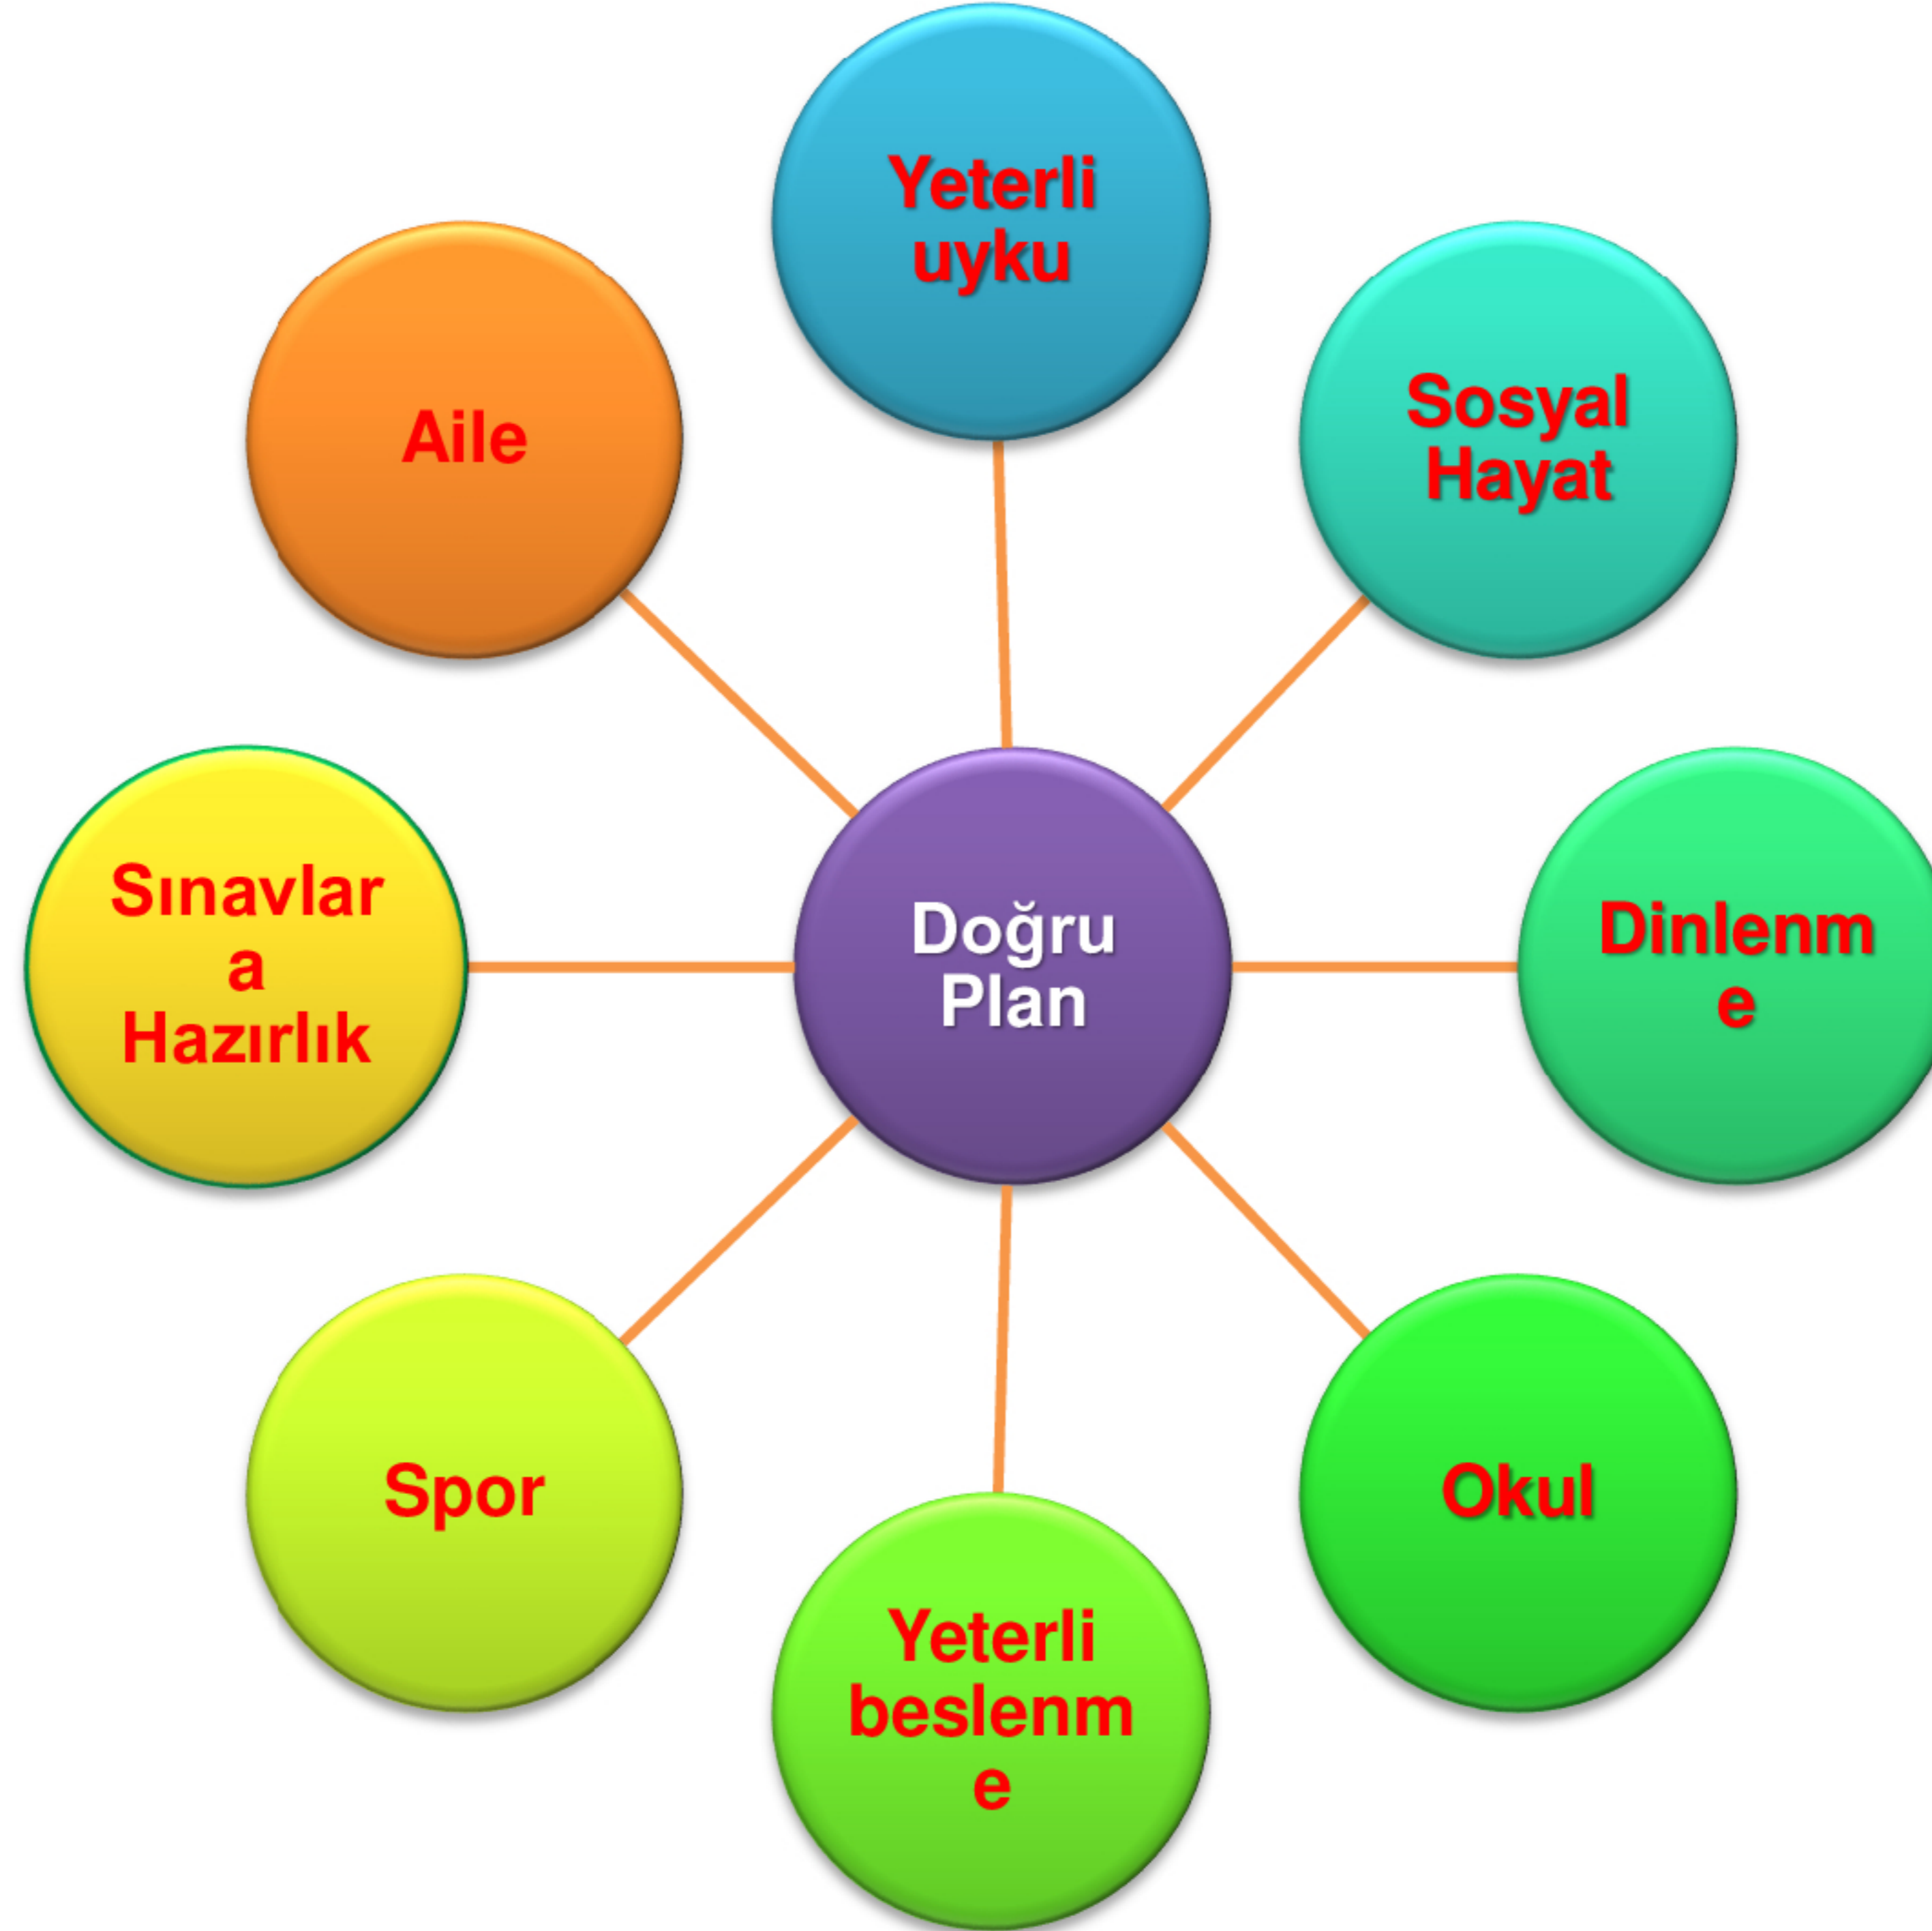 Yeterli
uyku
Aile
Sosyal
Hayat
Sınavlar
a
Hazırlık
Doğru
Plan
Dinlenm
e
Spor
Okul
Yeterli
beslenm
e